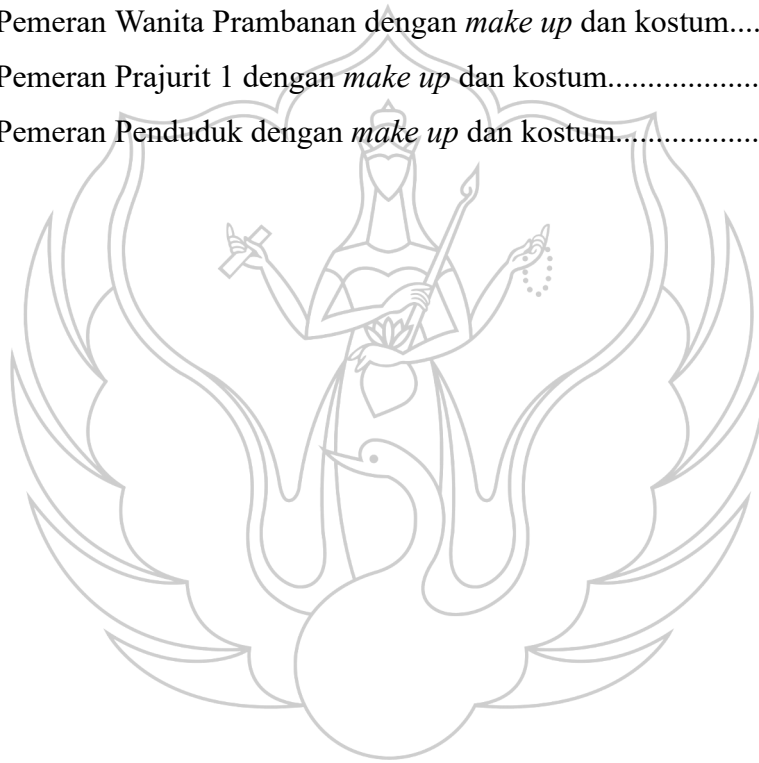 Pemeran Wanita Prambanan dengan make up dan kostum....
Pemeran Prajurit 1 dengan make up dan kostum..................
Pemeran Penduduk dengan make up dan kostum.................